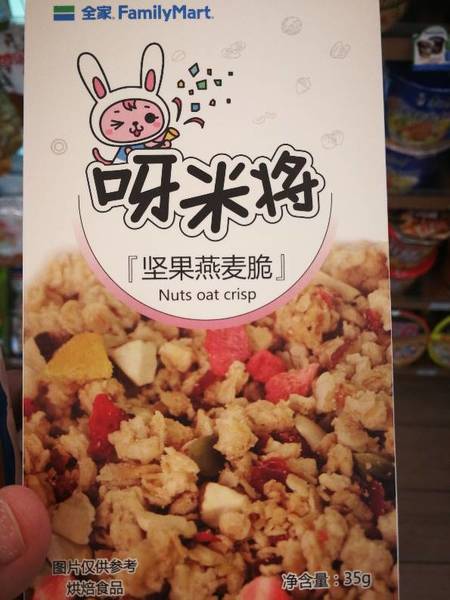 全家 FamilyMart
呀米将
『坚果燕麦脆』
Nuts oat crisp
图片仅供参考
烘焙食品
净含量：35g